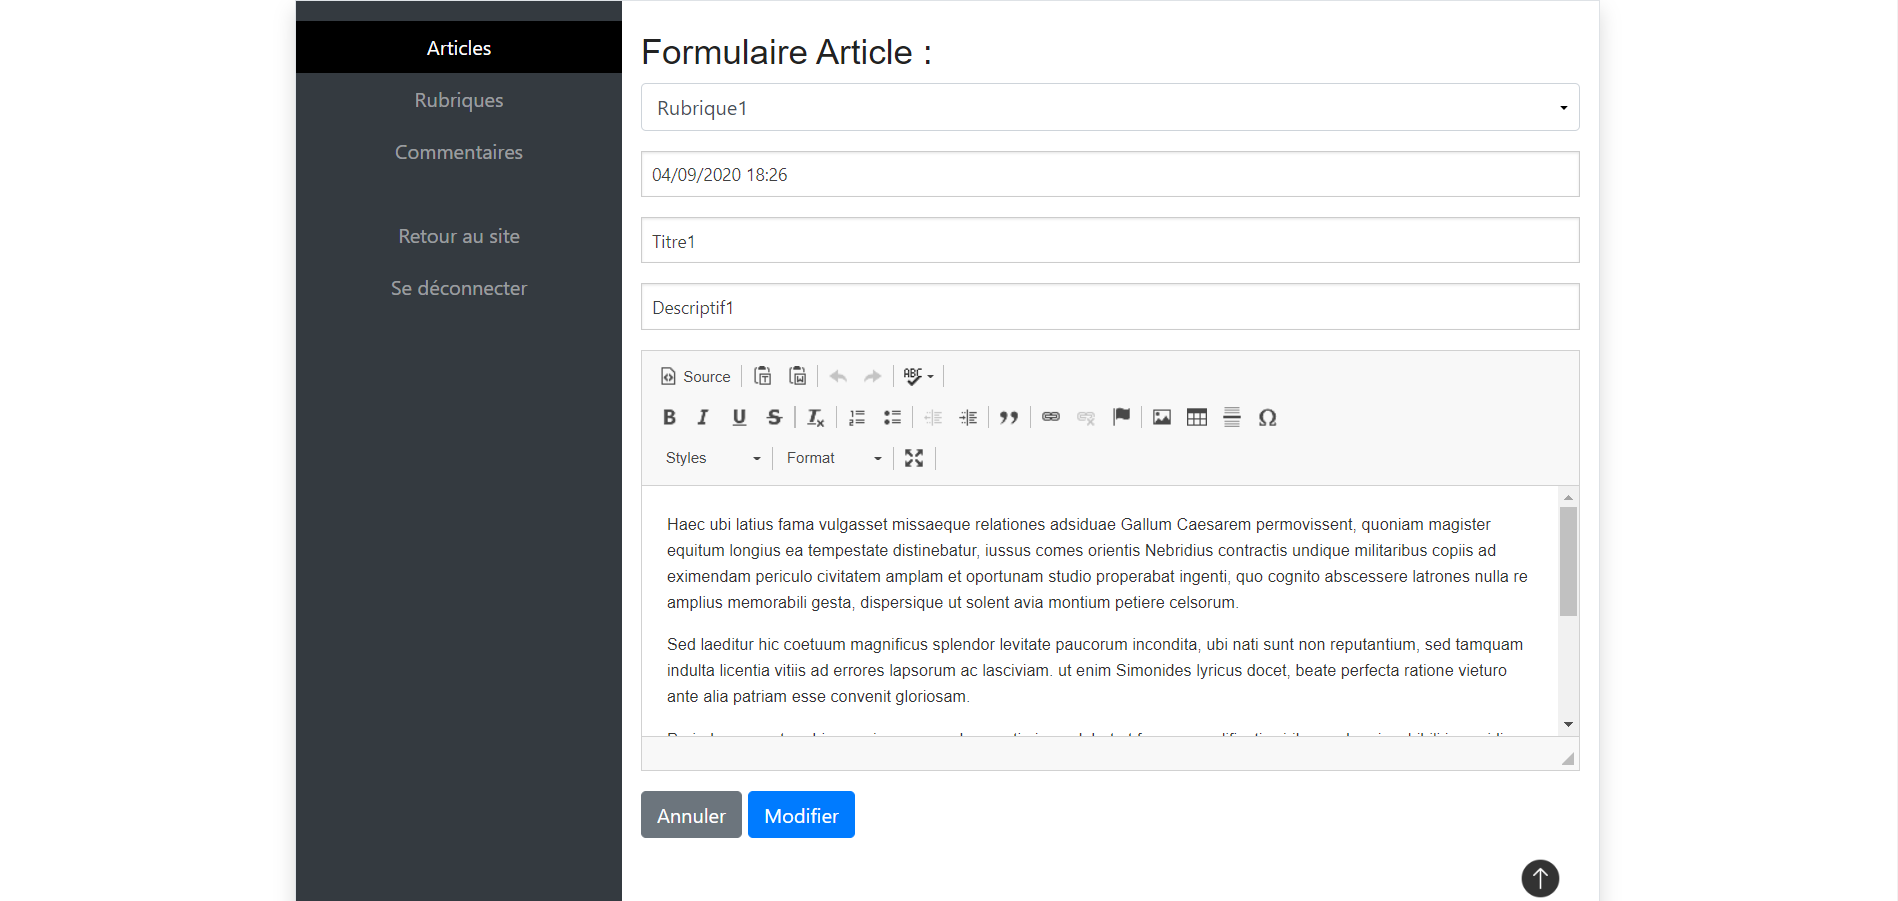 Articles
Rubriques
Commentaires
Retour au site
Se déconnecter
Formulaire Article :
Rubrique1
04/09/2020 18:26
Titre1
Descriptif1
Source
ABC
B I U S Ix
Styles
Format
Haec ubi latius fama vulgasset missaeque relationes adsiduae Gallum Caesarem permovissent, quoniam magister
equitum longius ea tempestate distinebatur, iussus comes orientis Nebridius contractis undique militaribus copiis ad
eximendam periculo civitatem amplam et oportunam studio properabat ingenti, quo cognito abscessere latrones nulla re
amplius memorabili gesta, dispersique ut solent avia montium petiere celsorum.
Sed laeditur hic coetuum magnificus splendor levitate paucorum incondita, ubi nati sunt non reputantium, sed tamquam
indulta licentia vitiis ad errores lapsorum ac lasciviam. ut enim Simonides lyricus docet, beate perfecta ratione vieturo
ante alia patriam esse convenit gloriosam.
Annuler
Modifier